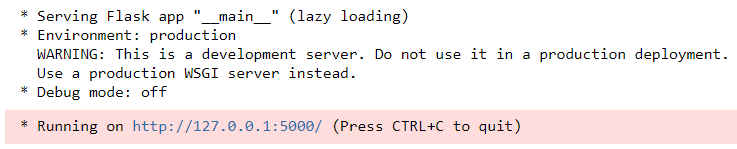 * Serving Flask app "__main__" (lazy loading)
* Environment: production
WARNING: This is a development server. Do not use it in a production deployment.
Use a production WSGI server instead.
* Debug mode: off
* Running on http://127.0.0.1:5000/ (Press CTRL+C to quit)